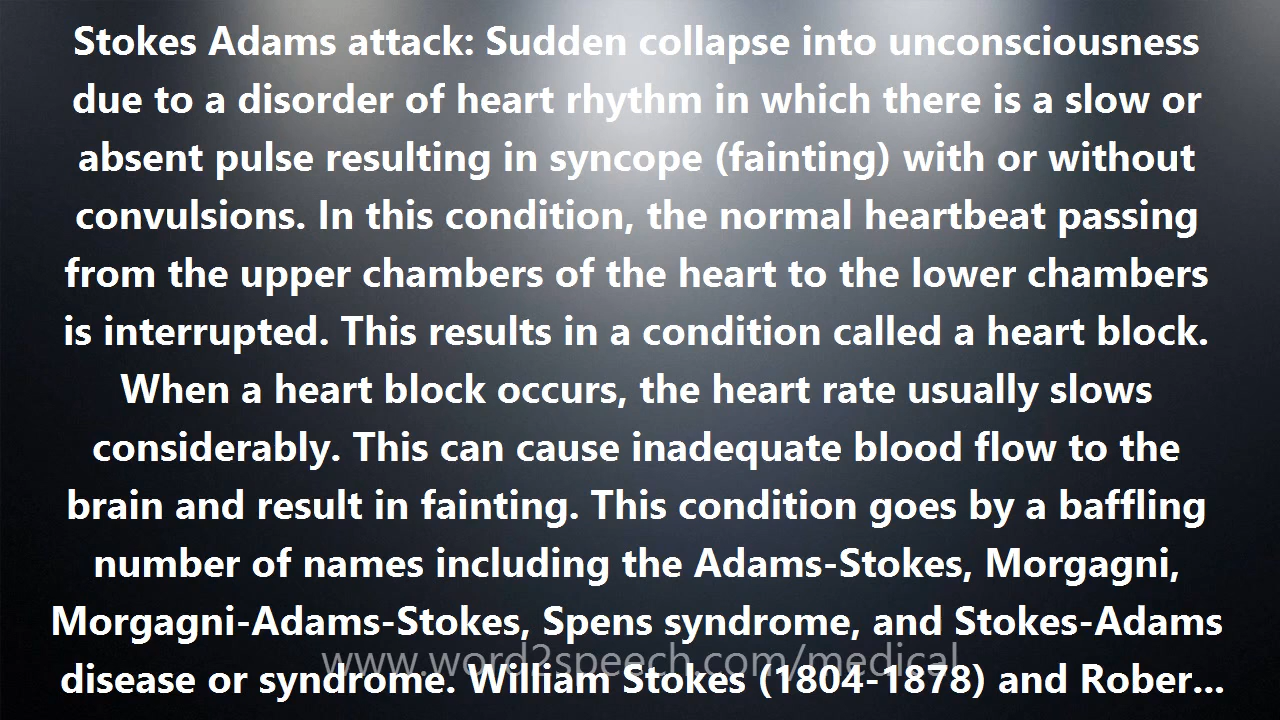 Stokes Adams attack: Sudden collapse into unconsciousness
due to a disorder of heart rhythm in which there is a slow or
absent pulse resulting in syncope (fainting) with or without
convulsions. In this condition, the normal heartbeat passing
from the upper chambers of the heart to the lower chambers
is interrupted. This results in a condition called a heart block.
When a heart block occurs, the heart rate usually slows
considerably. This can cause inadequate blood flow to the
brain and result in fainting. This condition goes by a baffling
number of names including the Adams-Stokes, Morgagni,
Morgagni-Adams-Stokes, Spens syndrome, and Stokes-Adams
www.word2speech.com/medical
disease or syndrome. William Stokes (1804-1878) and Rober...